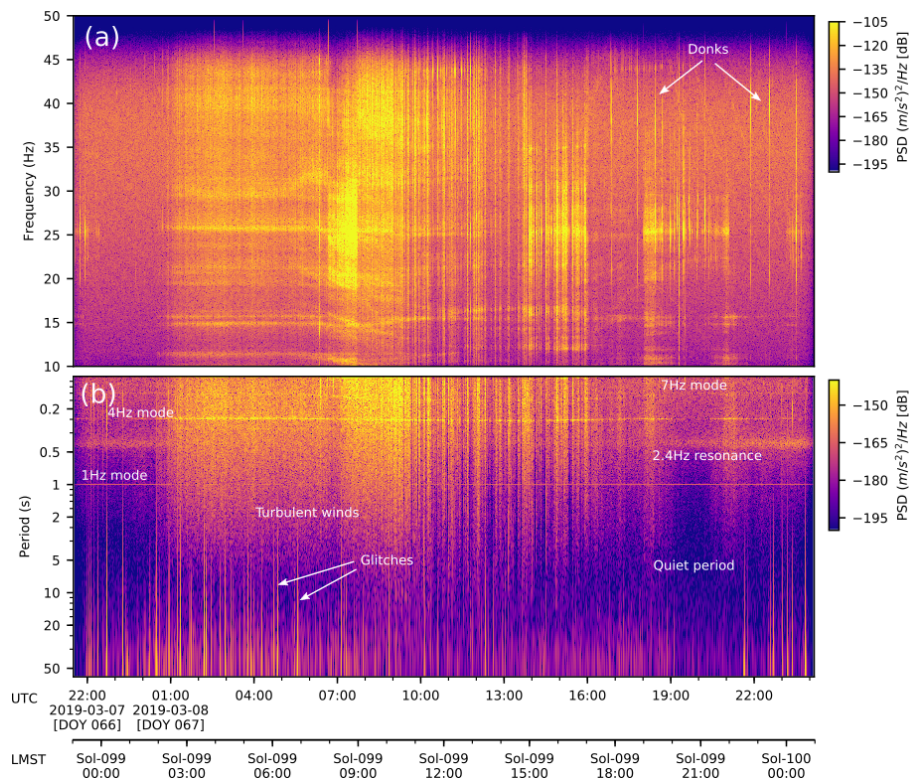 (a)
50
45
40
35
30
25
20
15
10
Frequency (Hz)
Donks
−105
−120
−135
−150
−165
−180
−195
PSD (m/s²)²/Hz [dB]
(b)
0.2
0.5
1
2
5
10
20
50
Period (s)
4Hz mode
7Hz mode
1Hz mode
2.4Hz resonance
Turbulent winds
Glitches
Quiet period
−150
−165
−180
−195
PSD (m/s²)²/Hz [dB]
UTC
22:00 01:00 04:00 07:00 10:00 13:00 16:00 19:00 22:00
2019-03-07 2019-03-08
[DOY 066] [DOY 067]
LMST
Sol-099 Sol-099 Sol-099 Sol-099 Sol-099 Sol-099 Sol-099 Sol-099 Sol-100
00:00 03:00 06:00 09:00 12:00 15:00 18:00 21:00 00:00